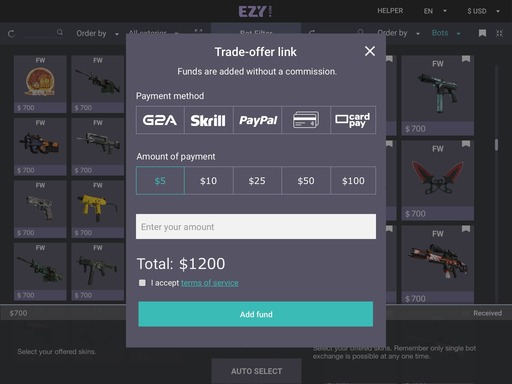 EZY
HELPER
EN
$ USD
Order by
All exteriors
Bot Filter
Order by
Bots
Trade-offer link
Funds are added without a commission.
Payment method
G2A
Skrill
PayPal
card pay
Amount of payment
$5
$10
$25
$50
$100
Enter your amount
Total: $1200
I accept terms of service
Add fund
FW
$ 700
FW
FW
$ 700
FW
$ 700
FW
FW
$ 700
FW
$ 700
FW
FW
$ 700
FW
$ 700
FW
$ 700
FW
$ 700
FW
$700
Received
Select your offered skins.
Select your offered skins. Remember only single bot
exchange is possible at any one time.
AUTO SELECT